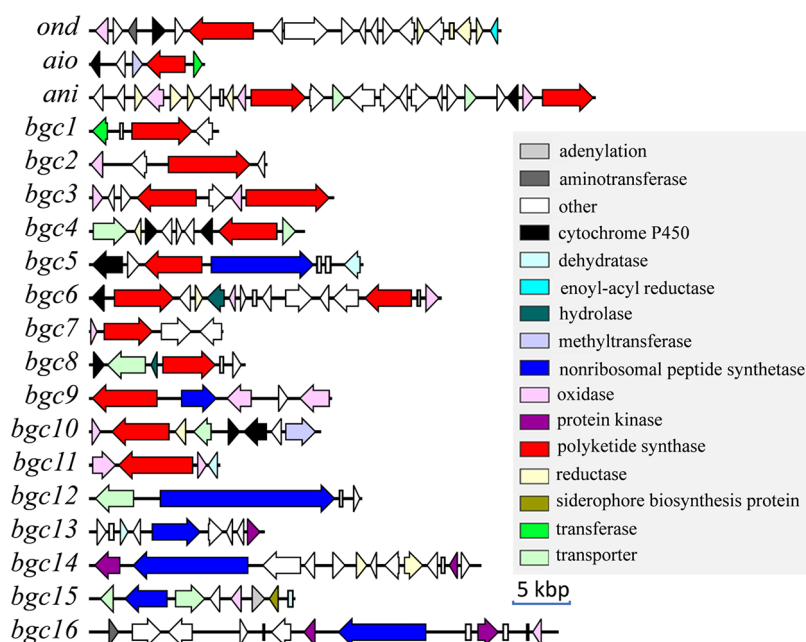 ond
aio
ani
bgc1
bgc2
bgc3
bgc4
bgc5
bgc6
bgc7
bgc8
bgc9
bgc10
bgc11
bgc12
bgc13
bgc14
bgc15
bgc16
adenylation
aminotransferase
other
cytochrome P450
dehydratase
enoyl-acyl reductase
hydrolase
methyltransferase
nonribosomal peptide synthetase
oxidase
protein kinase
polyketide synthase
reductase
siderophore biosynthesis protein
transferase
transporter
5 kbp